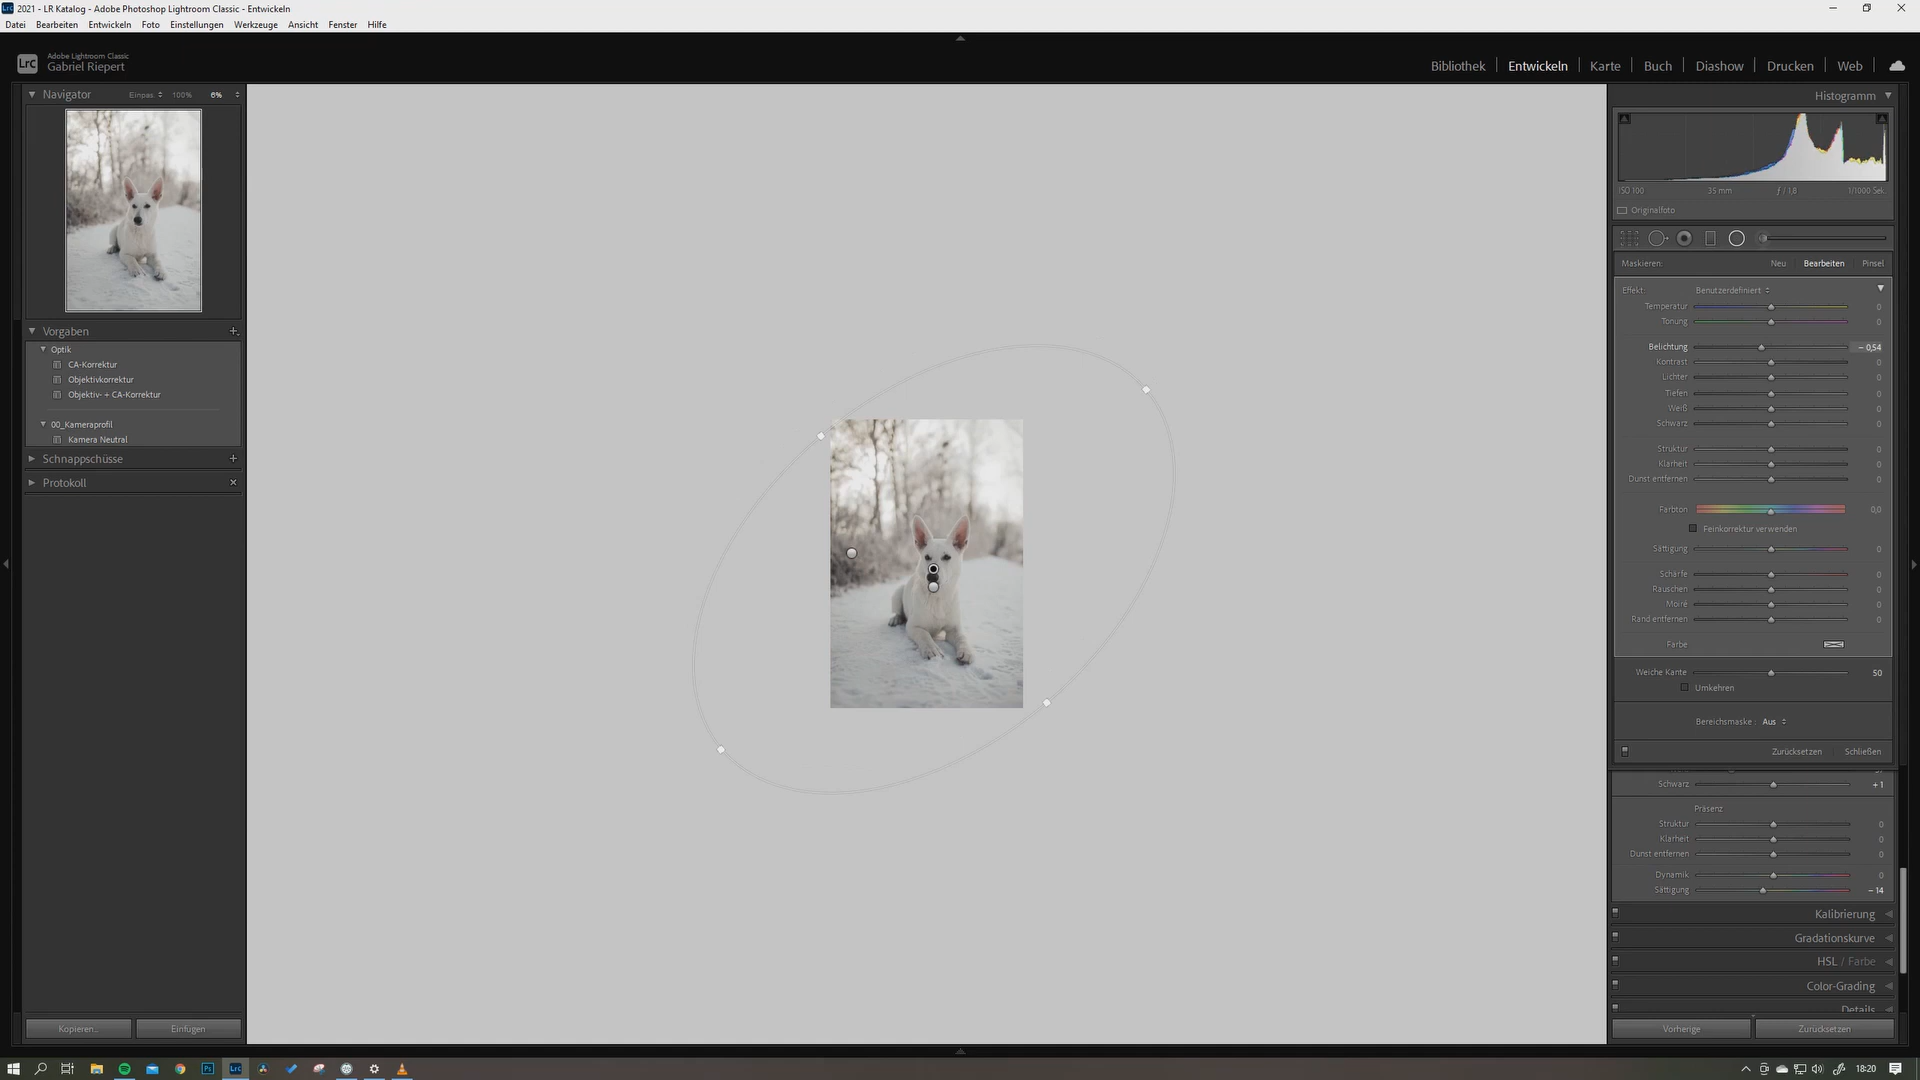 2021 - LR Katalog - Adobe Photoshop Lightroom Classic - Entwickeln
Datei Bearbeiten Entwickeln Foto Einstellungen Werkzeuge Ansicht Fenster Hilfe
LrC
Adobe Lightroom Classic
Gabriel Riepert
Bibliothek Entwickeln Karte Buch Diashow Drucken Web
Navigator Einpas 100% 6%
Vorgaben +
Optik
CA-Korrektur
Objektivkorrektur
Objektiv- + CA-Korrektur
00_Kameraprofil
Kamera Neutral
Schnappschüsse +
Protokoll ×
Kopieren... Einfügen
Histogramm
ISO 100 35 mm ƒ / 1,8 1/1000 Sek.
Originalfoto
Maskieren: Neu Bearbeiten Pinsel
Effekt: Benutzerdefiniert
Temperatur 0
Tonung 0
Belichtung – 0,54
Kontrast 0
Lichter 0
Tiefen 0
Weiß 0
Schwarz 0
Struktur 0
Klarheit 0
Dunst entfernen 0
Farbton 0,0
Feinkorrektur verwenden
Sättigung 0
Schärfe 0
Rauschen 0
Moiré 0
Rand entfernen 0
Farbe
Weiche Kante 50
Umkehren
Bereichsmaske : Aus
Zurücksetzen Schließen
Schwarz + 1
Präsenz
Struktur 0
Klarheit 0
Dunst entfernen 0
Dynamik 0
Sättigung – 14
Kalibrierung
Gradationskurve
HSL / Farbe
Color-Grading
Details
Vorherige Zurücksetzen
Ps LrC
18:20